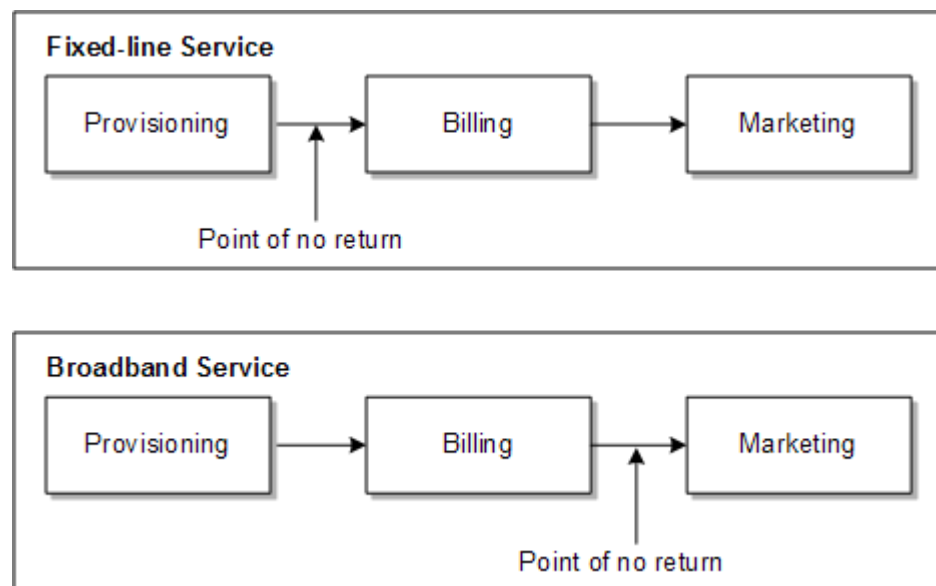 Fixed-line Service
Provisioning
Billing
Marketing
Point of no return
Broadband Service
Provisioning
Billing
Marketing
Point of no return